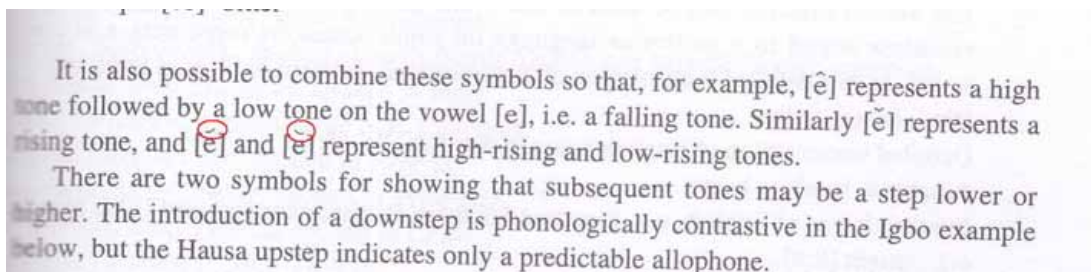 It is also possible to combine these symbols so that, for example, [ê] represents a high
tone followed by a low tone on the vowel [e], i.e. a falling tone. Similarly [ě] represents a
rising tone, and [e᷄] and [e᷅] represent high-rising and low-rising tones.
There are two symbols for showing that subsequent tones may be a step lower or
higher. The introduction of a downstep is phonologically contrastive in the Igbo example
below, but the Hausa upstep indicates only a predictable allophone.